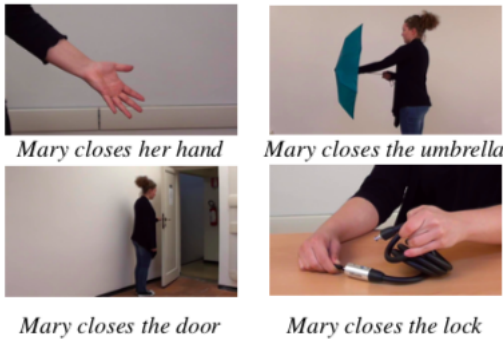 Mary closes her hand
Mary closes the umbrella
Mary closes the door
Mary closes the lock